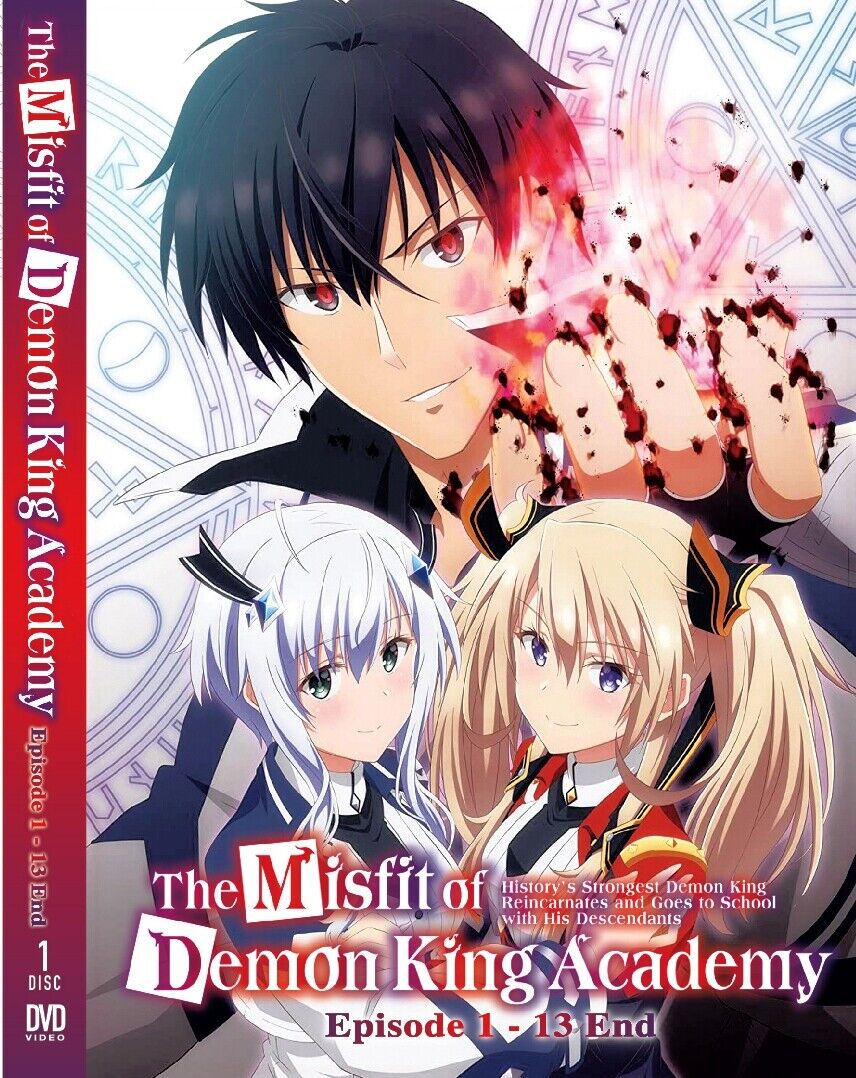 The Misfit of Demon King Academy Episode 1 - 13 End
1
DISC
DVD
VIDEO
The Misfit of
History's Strongest Demon King
Reincarnates and Goes to School
with His Descendants
Demon King Academy
Episode 1 - 13 End